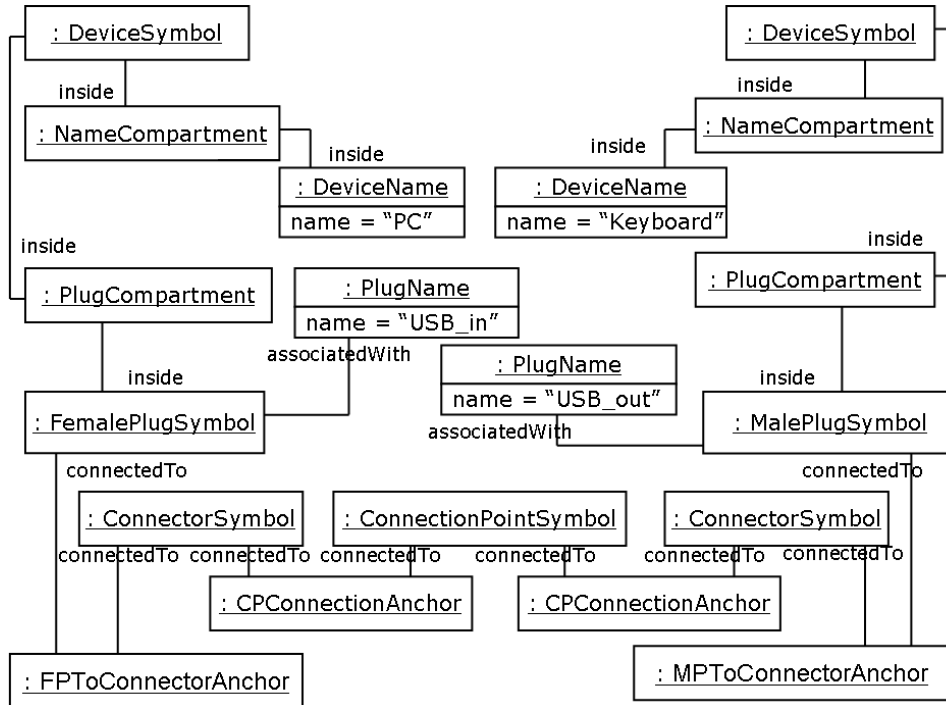 : DeviceSymbol
: DeviceSymbol
inside
inside
: NameCompartment
: NameCompartment
inside
inside
: DeviceName
name = “PC”
: DeviceName
name = “Keyboard”
inside
inside
: PlugCompartment
: PlugName
name = “USB_in”
: PlugCompartment
associatedWith
: PlugName
name = “USB_out”
inside
inside
: FemalePlugSymbol
associatedWith
: MalePlugSymbol
connectedTo
connectedTo
: ConnectorSymbol
: ConnectionPointSymbol
: ConnectorSymbol
connectedTo
connectedTo
connectedTo
connectedTo
connectedTo
connectedTo
: CPConnectionAnchor
: CPConnectionAnchor
: FPToConnectorAnchor
: MPToConnectorAnchor